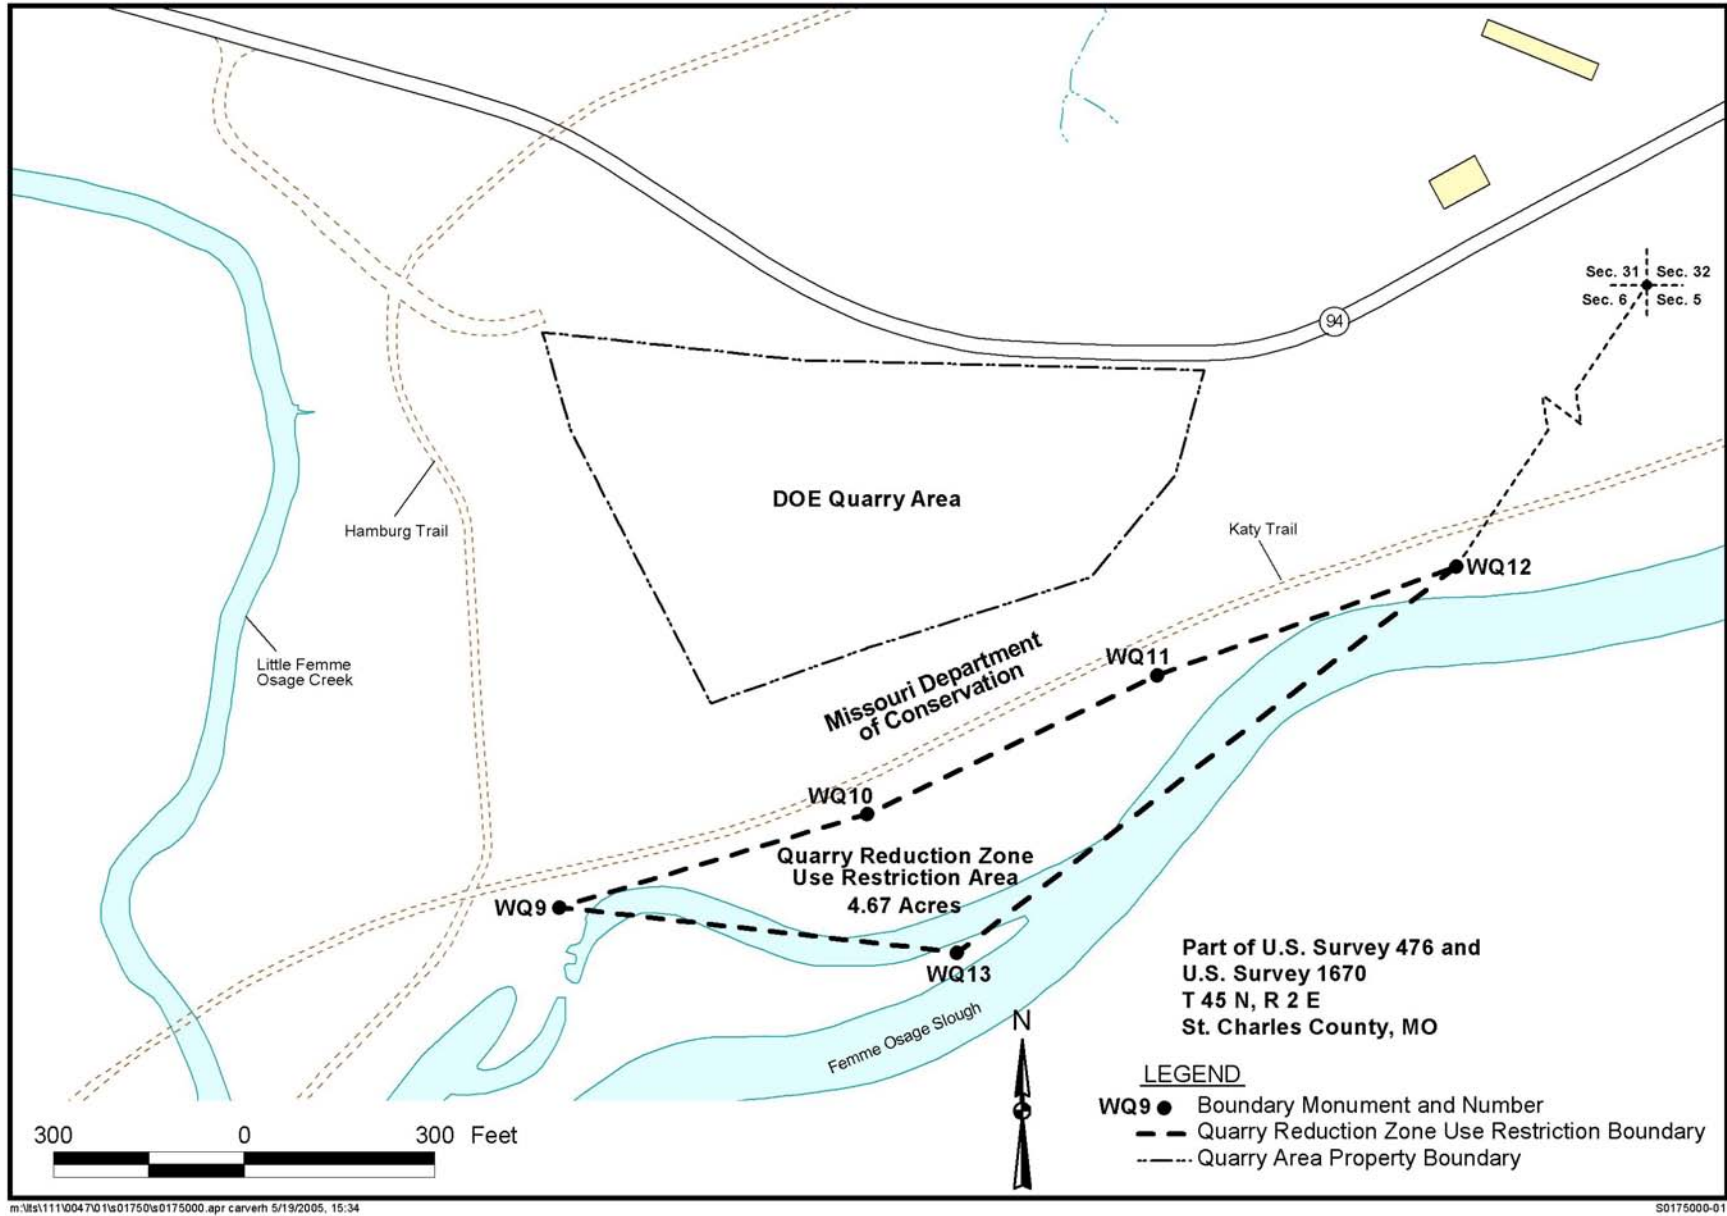 Sec. 31 Sec. 32
Sec. 6 Sec. 5
94
DOE Quarry Area
Hamburg Trail
Katy Trail
WQ12
Little Femme
Osage Creek
Missouri Department
of Conservation
WQ11
WQ10
Quarry Reduction Zone
Use Restriction Area
4.67 Acres
WQ9
WQ13
Part of U.S. Survey 476 and
U.S. Survey 1670
T 45 N, R 2 E
St. Charles County, MO
Femme Osage Slough
N
LEGEND
WQ9 Boundary Monument and Number
Quarry Reduction Zone Use Restriction Boundary
Quarry Area Property Boundary
300 0 300 Feet
m:\lts\111\0047\01\s01750\s0175000.apr carverh 5/19/2005, 15:34
S0175000-01